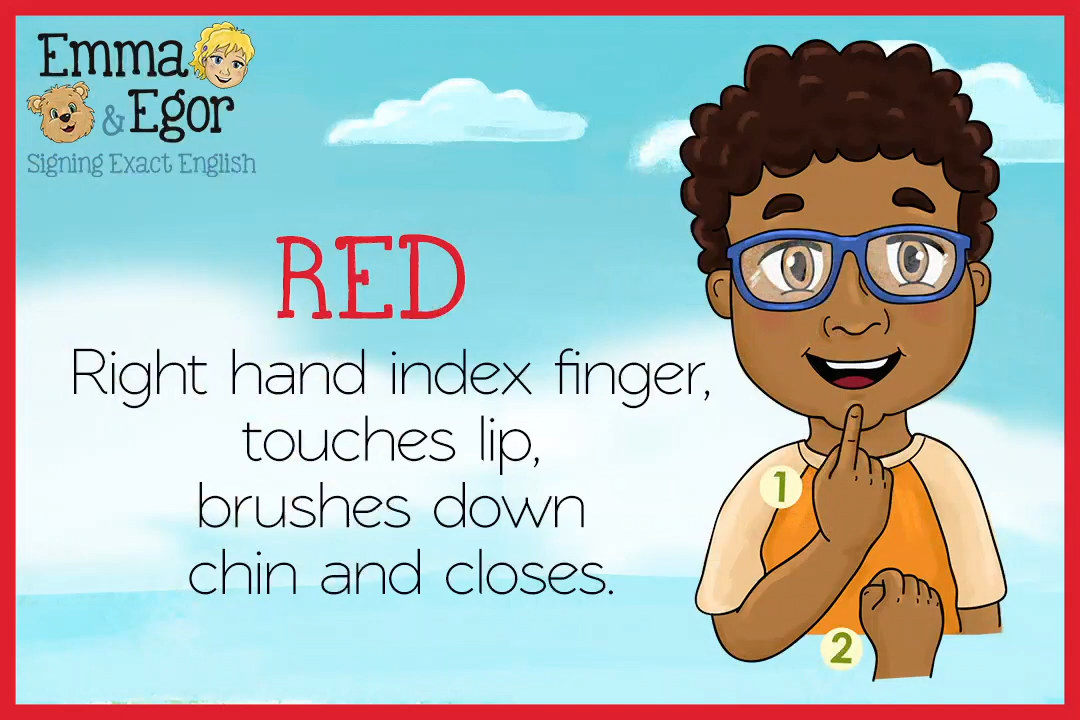 Emma
& Egor
Signing Exact English
RED
Right hand index finger,
touches lip,
brushes down
chin and closes.
1
2